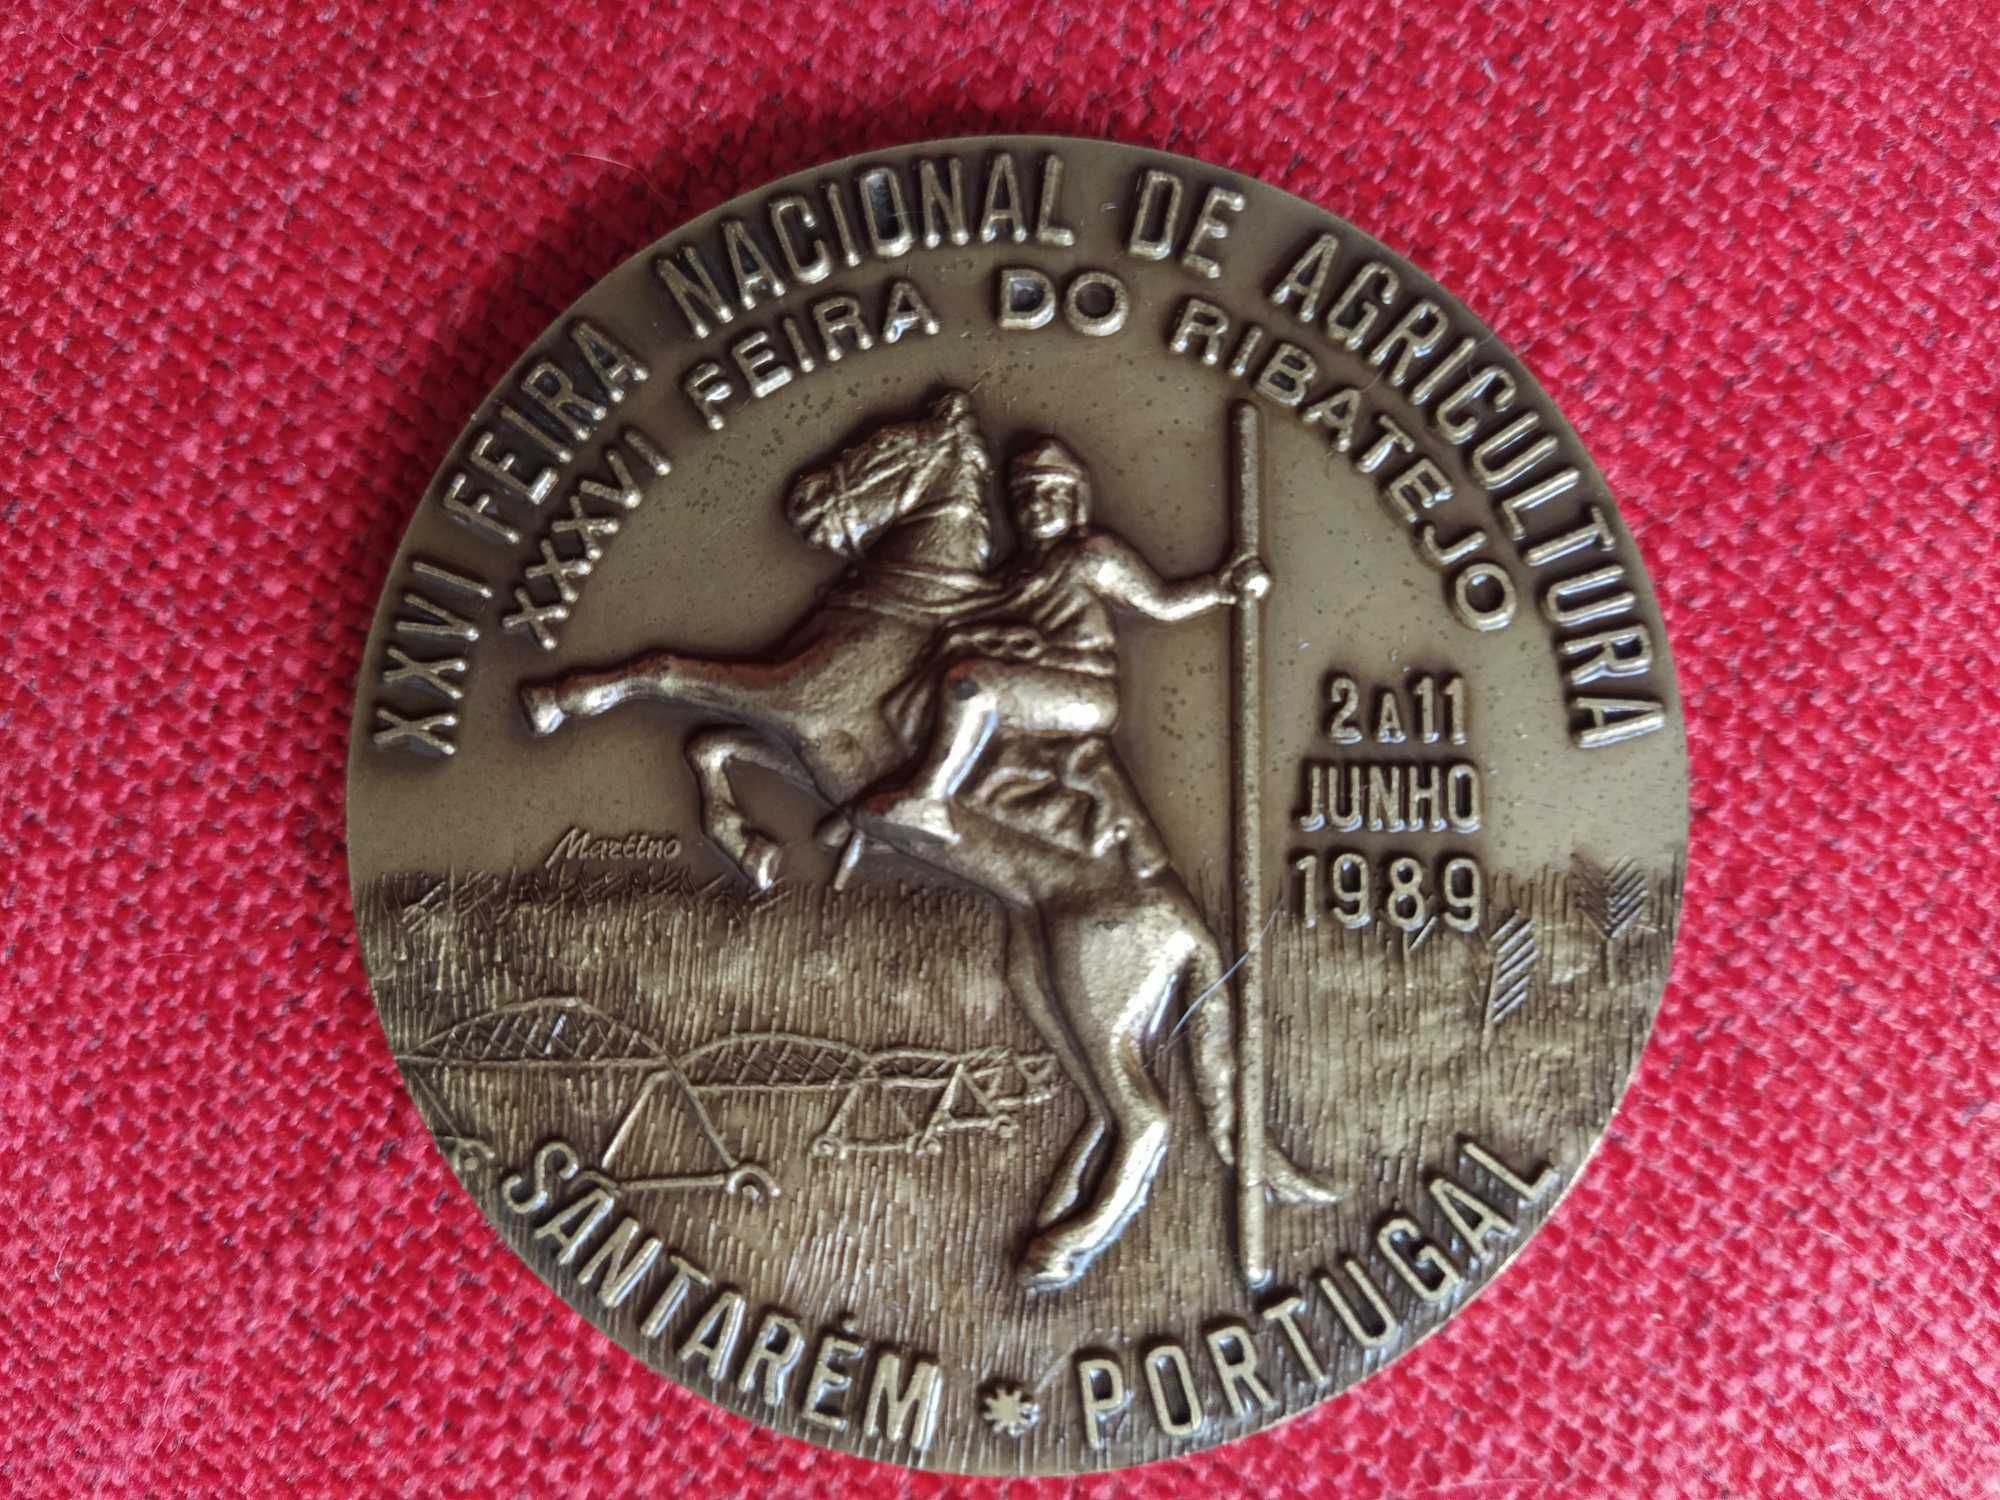 XXVI FEIRA NACIONAL DE AGRICULTURA
XXXVI FEIRA DO RIBATEJO
2 A 11
JUNHO
1989
Martino
SANTARÉM * PORTUGAL